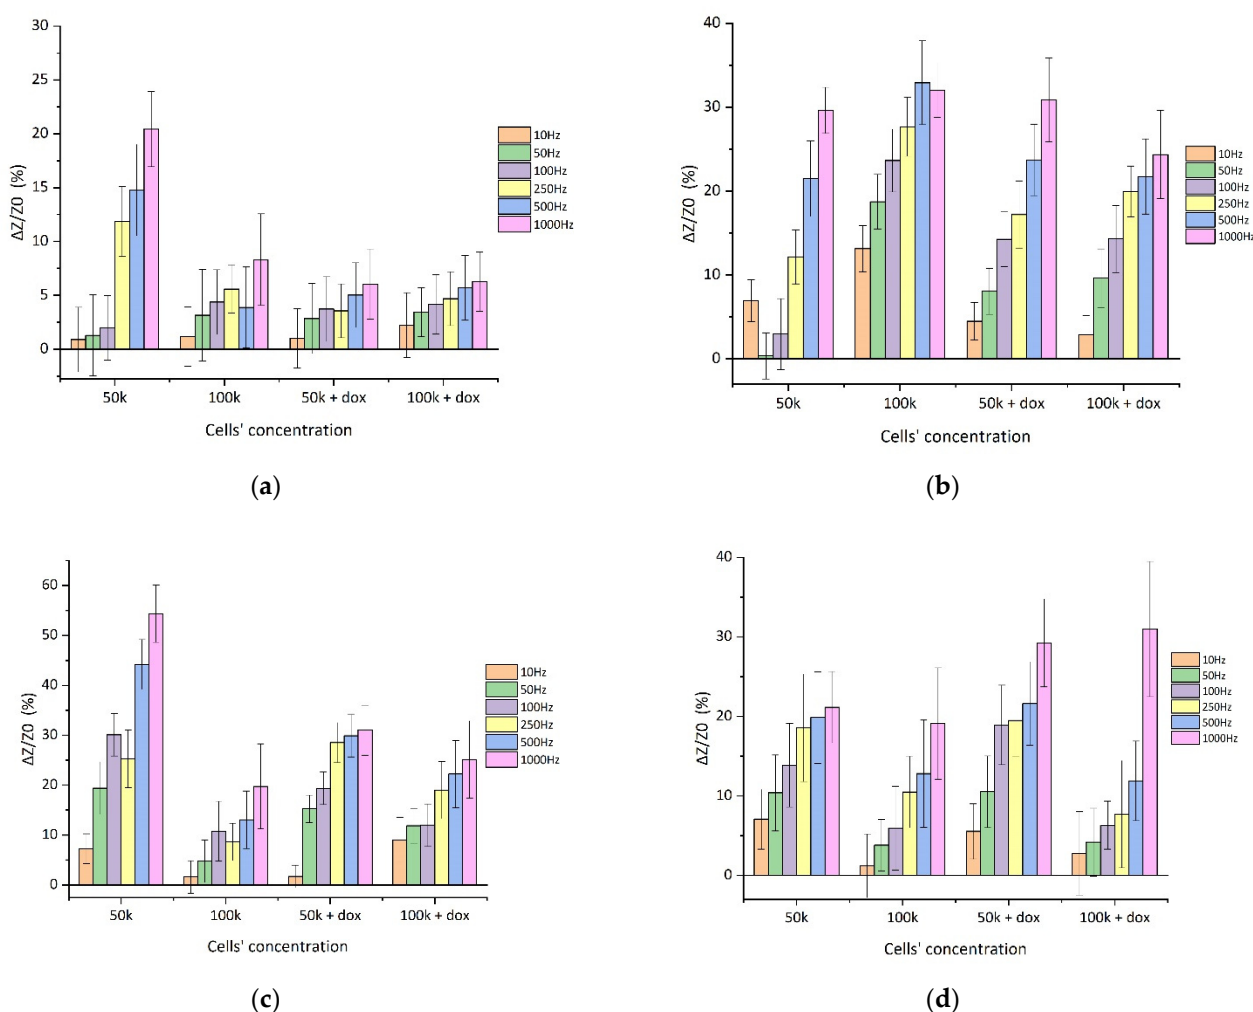 30
25
20
15
10
5
0
ΔZ/Z0 (%)
10Hz
50Hz
100Hz
250Hz
500Hz
1000Hz
50k
100k
50k + dox
100k + dox
Cells' concentration
(a)
40
30
20
10
0
ΔZ/Z0 (%)
10Hz
50Hz
100Hz
250Hz
500Hz
1000Hz
50k
100k
50k + dox
100k + dox
Cells' concentration
(b)
60
50
40
30
20
10
0
ΔZ/Z0 (%)
10Hz
50Hz
100Hz
250Hz
500Hz
1000Hz
50k
100k
50k + dox
100k + dox
Cells' concentration
(c)
40
30
20
10
0
ΔZ/Z0 (%)
10Hz
50Hz
100Hz
250Hz
500Hz
1000Hz
50k
100k
50k + dox
100k + dox
Cells' concentration
(d)